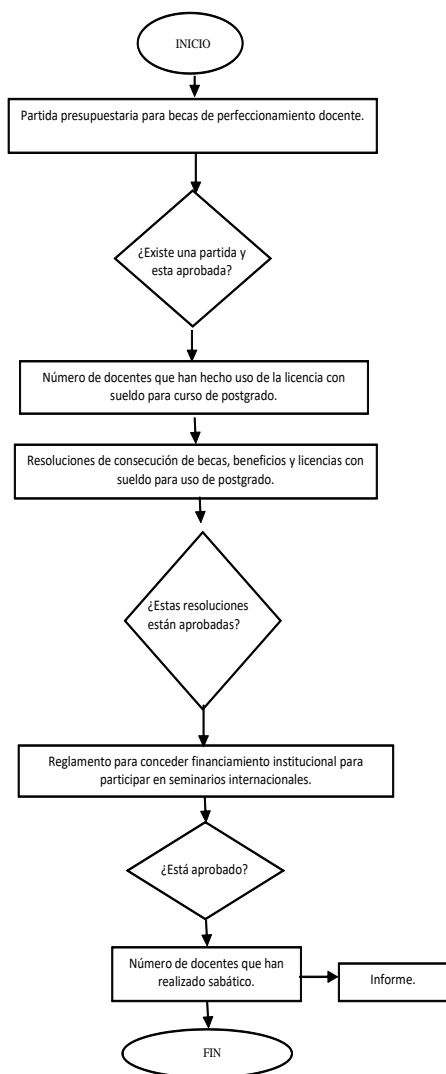 INICIO
Partida presupuestaria para becas de perfeccionamiento docente.
¿Existe una partida y
esta aprobada?
Número de docentes que han hecho uso de la licencia con
sueldo para curso de postgrado.
Resoluciones de consecución de becas, beneficios y licencias con
sueldo para uso de postgrado.
¿Estas resoluciones
están aprobadas?
Reglamento para conceder financiamiento institucional para
participar en seminarios internacionales.
¿Está aprobado?
Número de docentes que han
realizado sabático.
Informe.
FIN